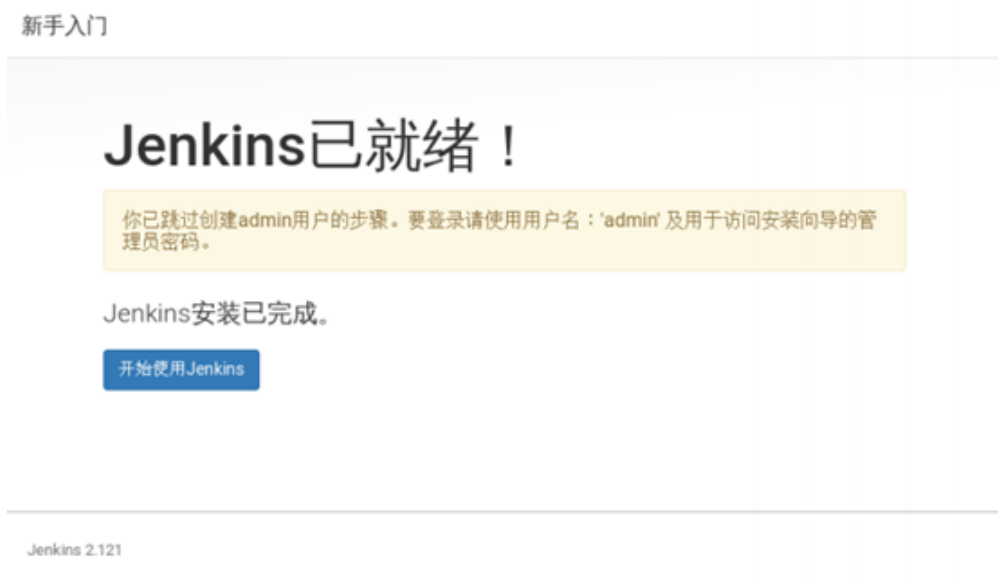 新手入门
Jenkins已就绪！
你已跳过创建admin用户的步骤。要登录请使用用户名：'admin' 及用于访问安装向导的管
理员密码。
Jenkins安装已完成。
开始使用Jenkins
Jenkins 2.121